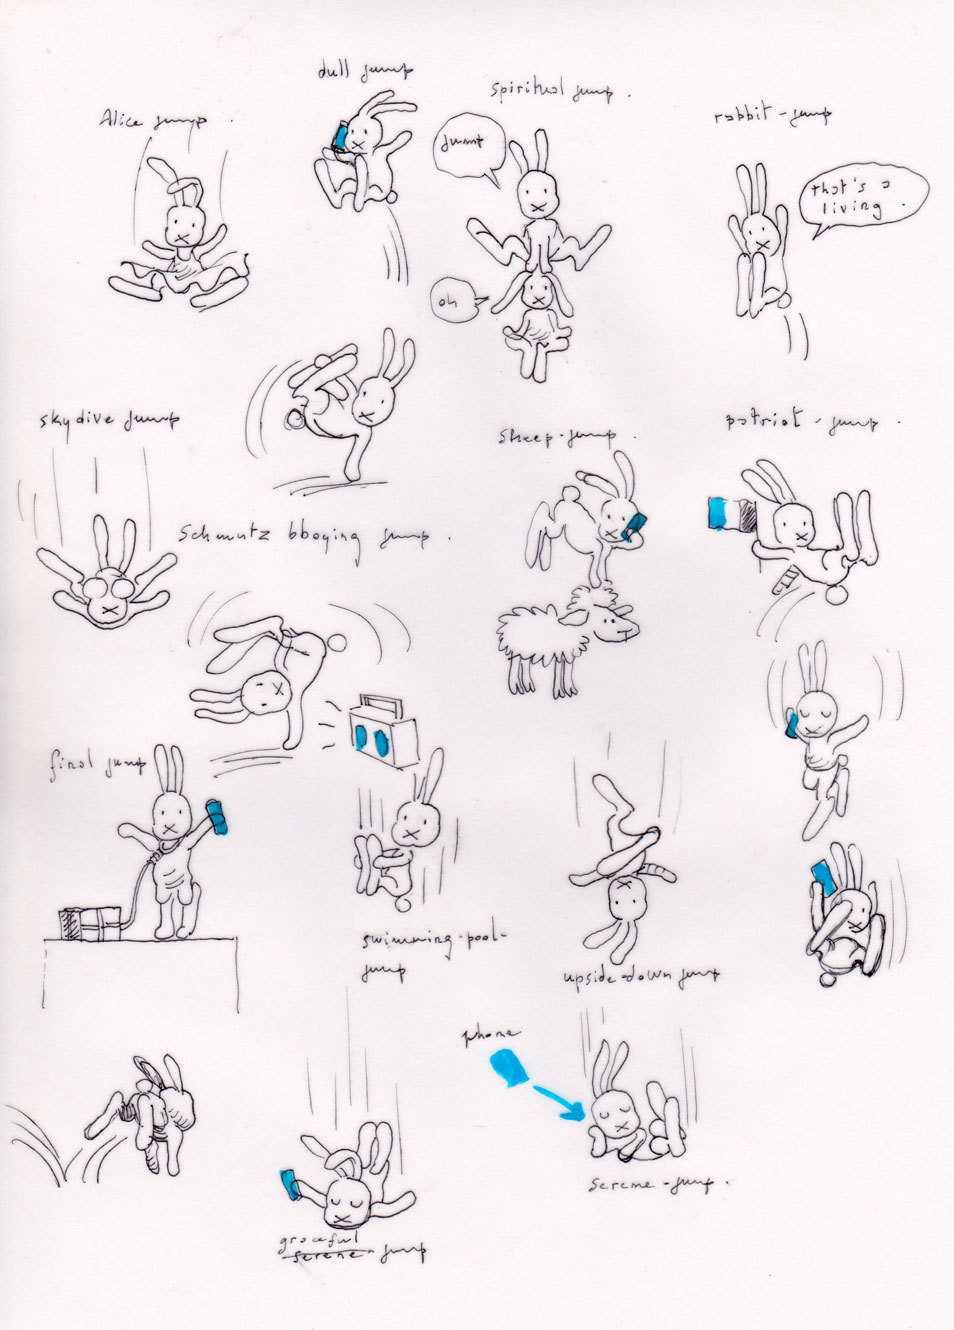 dull jump
spiritual jump.
Alice jump.
rabbit-jump
jump
that's a
living.
oh
skydive jump
sheep-jump.
patriot-jump.
Schmutz bboying jump.
final jump
swimming-pool-
jump
upside-down jump
phone
serene-jump.
graceful
serene-jump